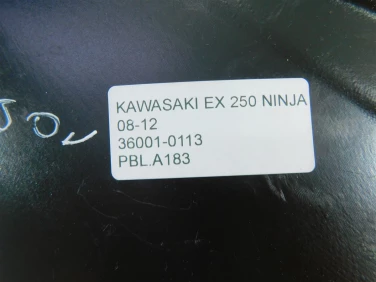 KAWASAKI EX 250 NINJA
08-12
36001-0113
PBL.A183